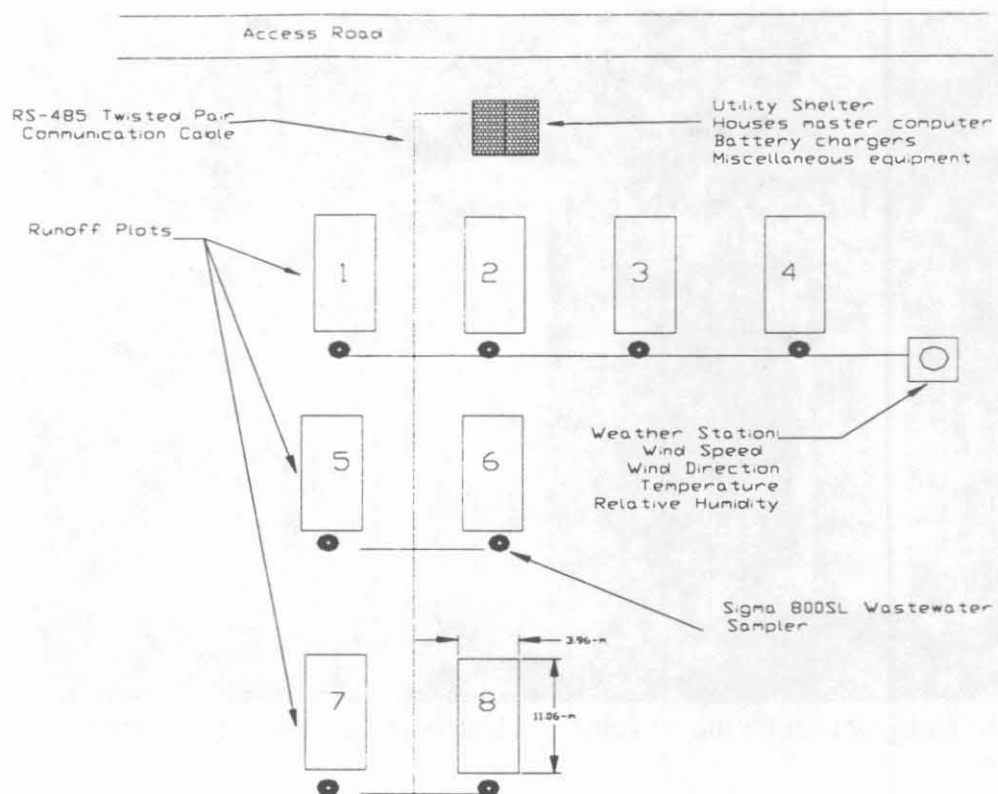 Access Road
RS-485 Twisted Pair
Communication Cable
Utility Shelter
Houses master computer
Battery chargers
Miscellaneous equipment
Runoff Plots
1
2
3
4
5
6
Weather Station
Wind Speed
Wind Direction
Temperature
Relative Humidity
Sigma 800SL Wastewater
Sampler
3.96-m
7
8
11.06-m